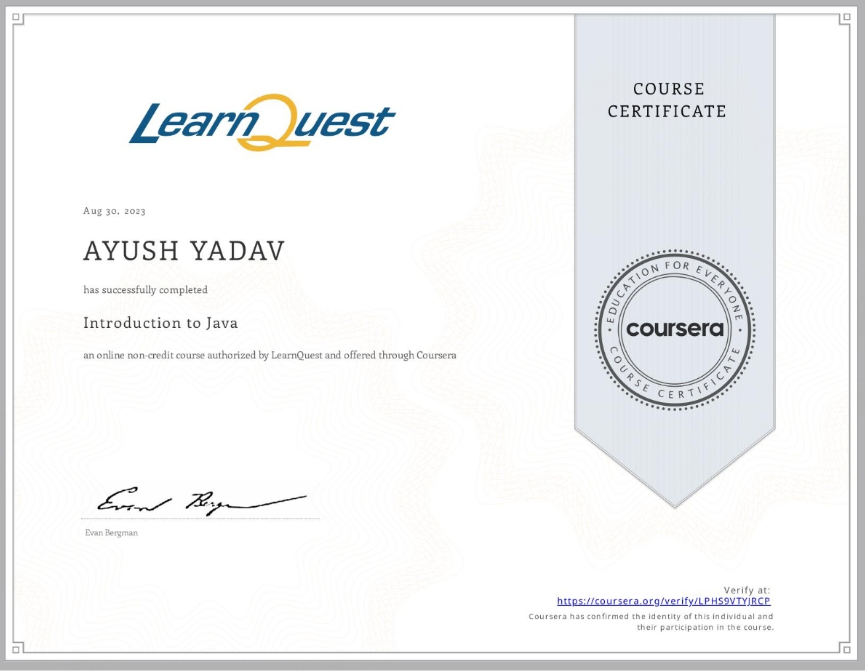 LearnQuest
COURSE
CERTIFICATE
Aug 30, 2023
AYUSH YADAV
has successfully completed
Introduction to Java
an online non-credit course authorized by LearnQuest and offered through Coursera
EDUCATION FOR EVERYONE
coursera
COURSE CERTIFICATE
Evan Bergman
Evan Bergman
Verify at:
https://coursera.org/verify/LPHS9VTYJRCP
Coursera has confirmed the identity of this individual and
their participation in the course.